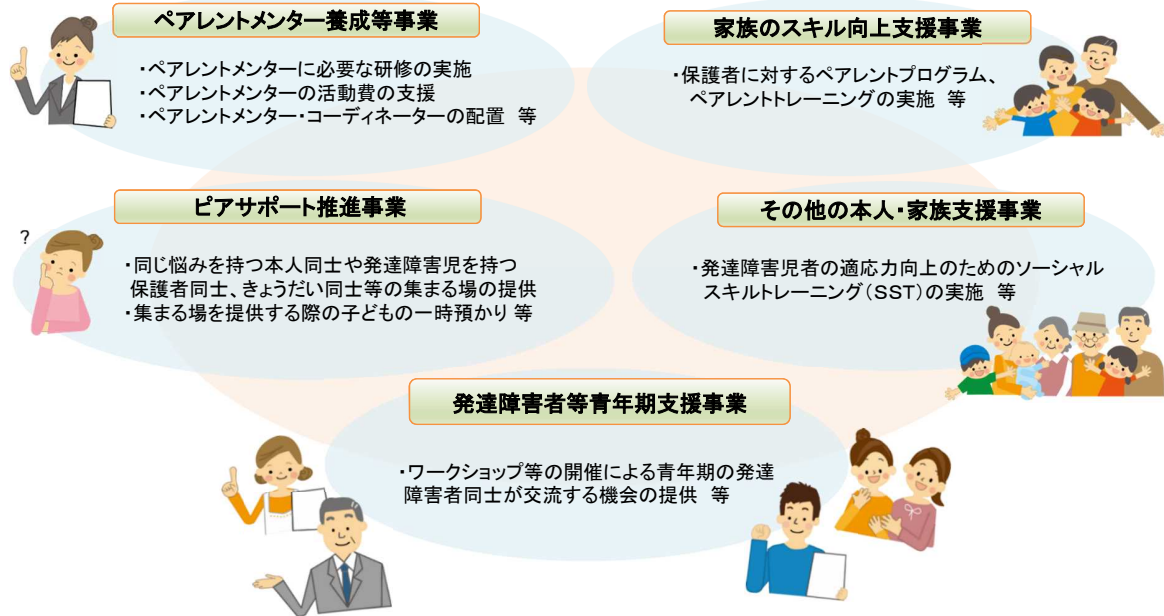 ペアレントメンター養成等事業
・ペアレントメンターに必要な研修の実施
・ペアレントメンターの活動費の支援
・ペアレントメンター・コーディネーターの配置 等
家族のスキル向上支援事業
・保護者に対するペアレントプログラム、
ペアレントトレーニングの実施 等
ピアサポート推進事業
?
・同じ悩みを持つ本人同士や発達障害児を持つ
保護者同士、きょうだい同士等の集まる場の提供
・集まる場を提供する際の子どもの一時預かり 等
その他の本人・家族支援事業
・発達障害児者の適応力向上のためのソーシャル
スキルトレーニング(SST)の実施 等
発達障害者等青年期支援事業
・ワークショップ等の開催による青年期の発達
障害者同士が交流する機会の提供 等